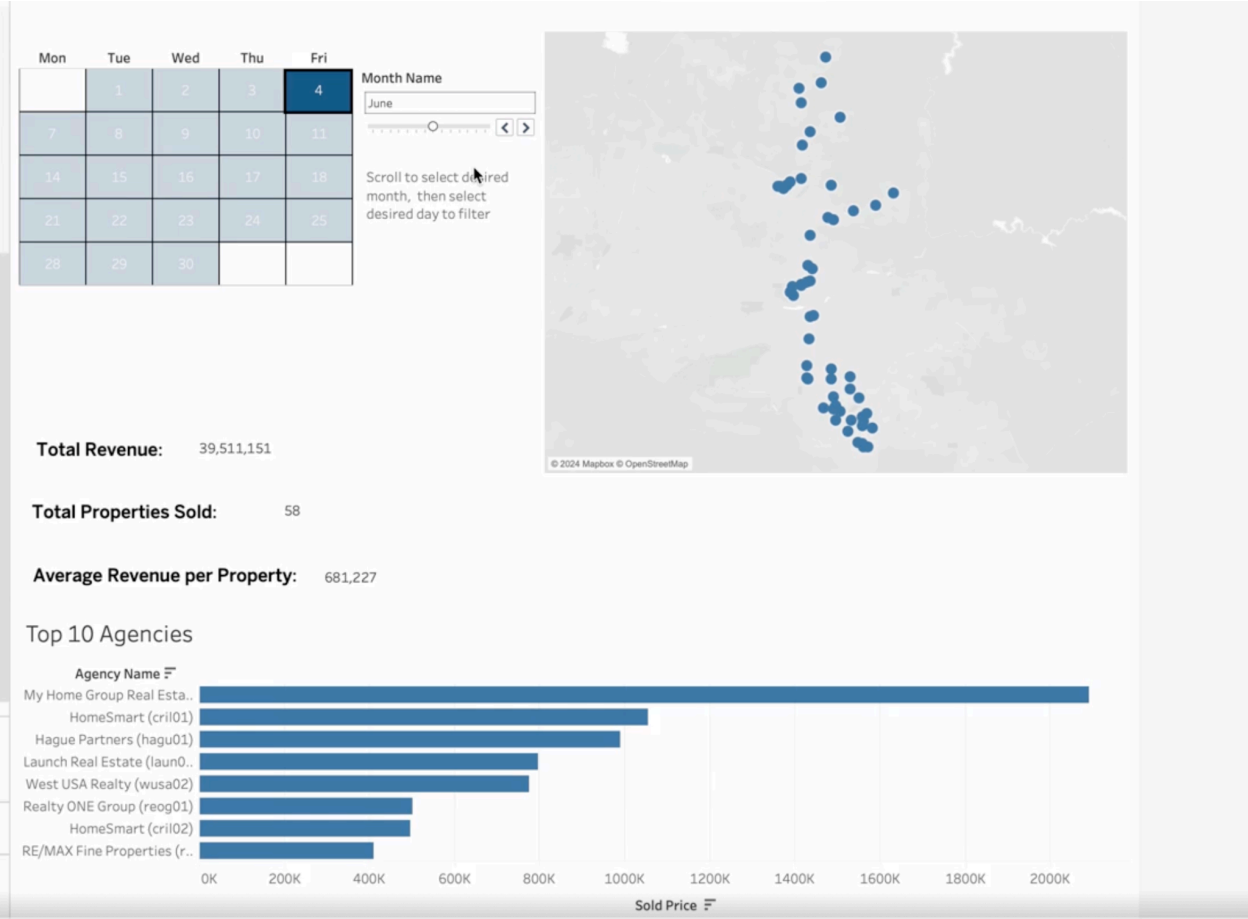 Mon Tue Wed Thu Fri
1 2 3 4
7 8 9 10 11
14 15 16 17 18
21 22 23 24 25
28 29 30
Month Name
June
Scroll to select desired
month, then select
desired day to filter
© 2024 Mapbox © OpenStreetMap
Total Revenue: 39,511,151
Total Properties Sold: 58
Average Revenue per Property: 681,227
Top 10 Agencies
Agency Name
My Home Group Real Esta..
HomeSmart (cril01)
Hague Partners (hagu01)
Launch Real Estate (laun0..
West USA Realty (wusa02)
Realty ONE Group (reog01)
HomeSmart (cril02)
RE/MAX Fine Properties (r..
0K 200K 400K 600K 800K 1000K 1200K 1400K 1600K 1800K 2000K
Sold Price